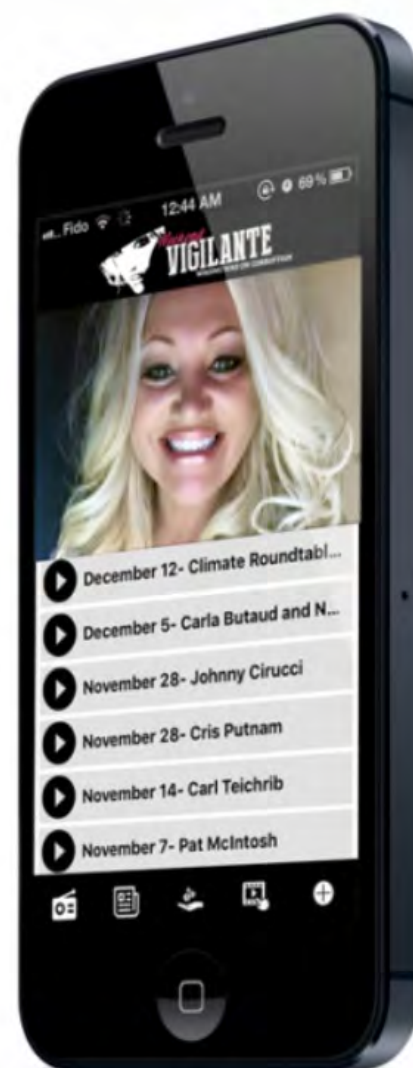 Fido 12:44 AM 69%
VIGILANTE
December 12- Climate Roundtabl...
December 5- Carla Butaud and N...
November 28- Johnny Cirucci
November 28- Cris Putnam
November 14- Carl Teichrib
November 7- Pat McIntosh